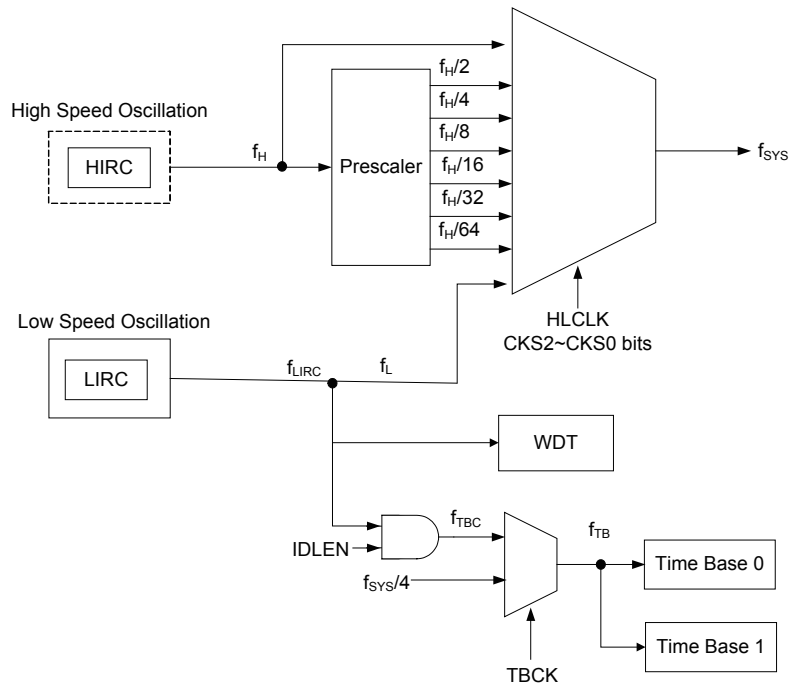 High Speed Oscillation
HIRC
fH
Prescaler
fH/2
fH/4
fH/8
fH/16
fH/32
fH/64
fSYS
HLCLK
CKS2~CKS0 bits
Low Speed Oscillation
LIRC
fLIRC
fL
WDT
IDLEN
fTBC
fSYS/4
TBCK
fTB
Time Base 0
Time Base 1